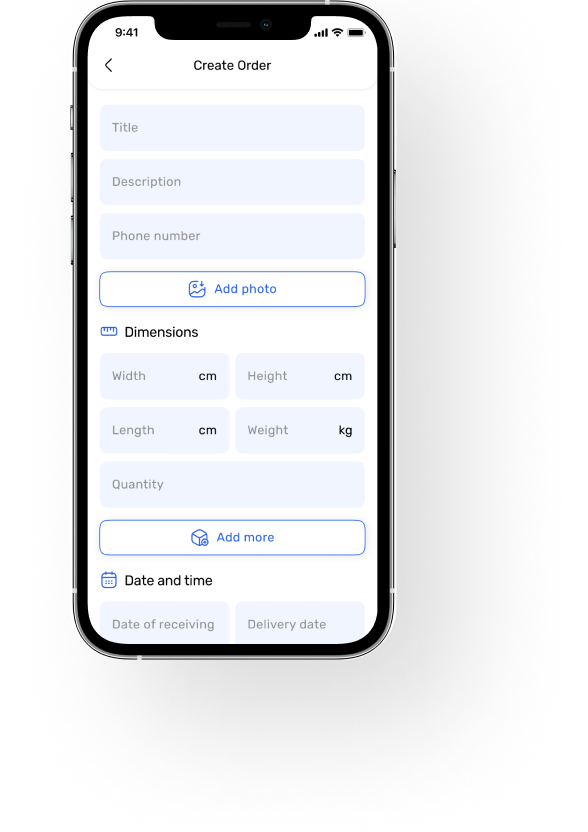 9:41
Create Order
Title
Description
Phone number
Add photo
Dimensions
Width cm Height cm
Length cm Weight kg
Quantity
Add more
Date and time
Date of receiving Delivery date